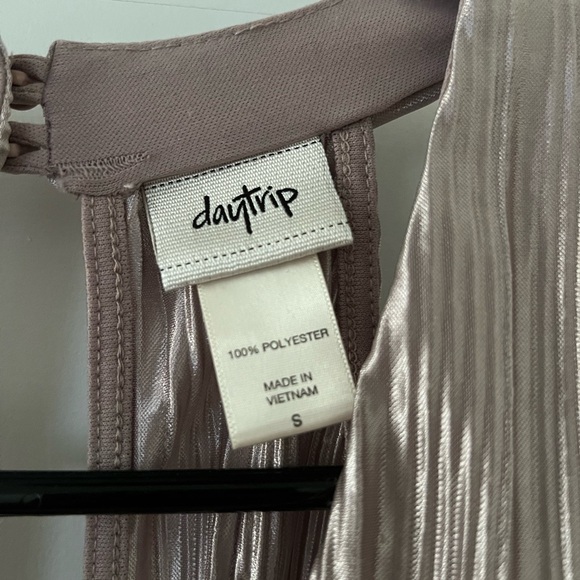 daytrip
100% POLYESTER
MADE IN
VIETNAM
S